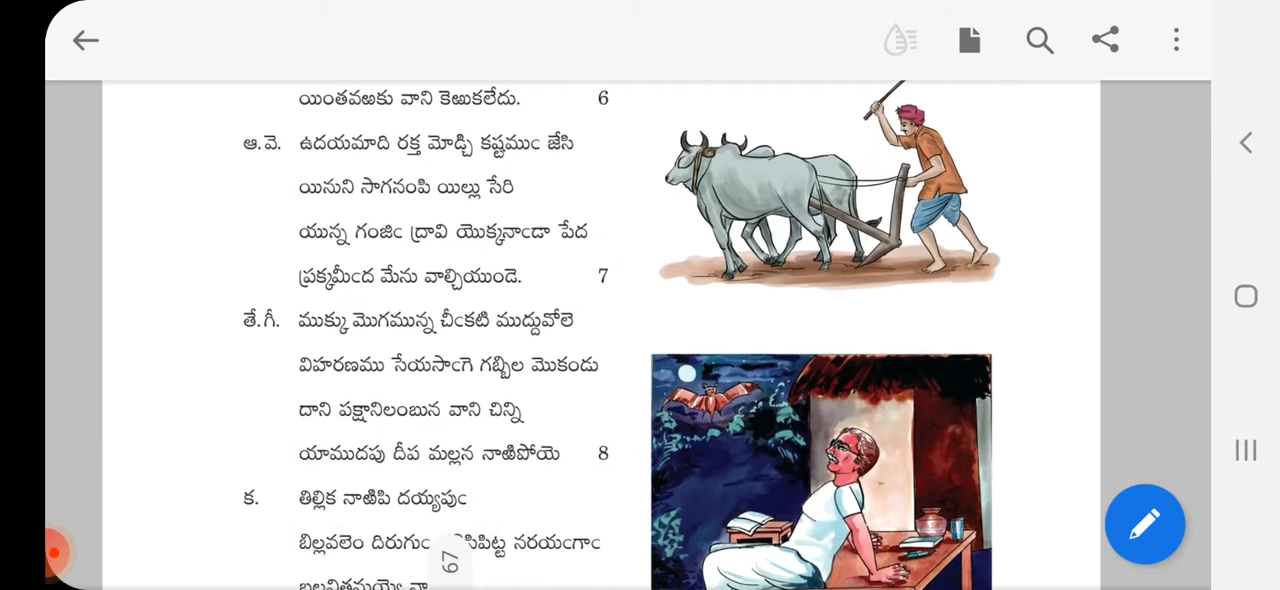 యింతవఱకు వాని కెఱుకలేదు. 6
ఆ.వె. ఉదయమాది రక్త మోడ్చి కష్టముఁ జేసి
యినుని సాగనంపి యిల్లు సేరి
యున్న గంజిఁ ద్రావి యొక్కనాఁడా పేద
ప్రక్కమీఁద మేను వాల్చియుండె. 7
తే.గీ. ముక్కు మొగమున్న చీఁకటి ముద్దువోలె
విహరణము సేయసాఁగె గబ్బిల మొకండు
దాని పక్షానిలంబున వాని చిన్ని
యాముదపు దీప మల్లన నాఱిపోయె 8
క. తిల్లిక నాఱిపి దయ్యపుఁ
బిల్లవలెం దిరుగుఁ నరయఁగాఁ
67